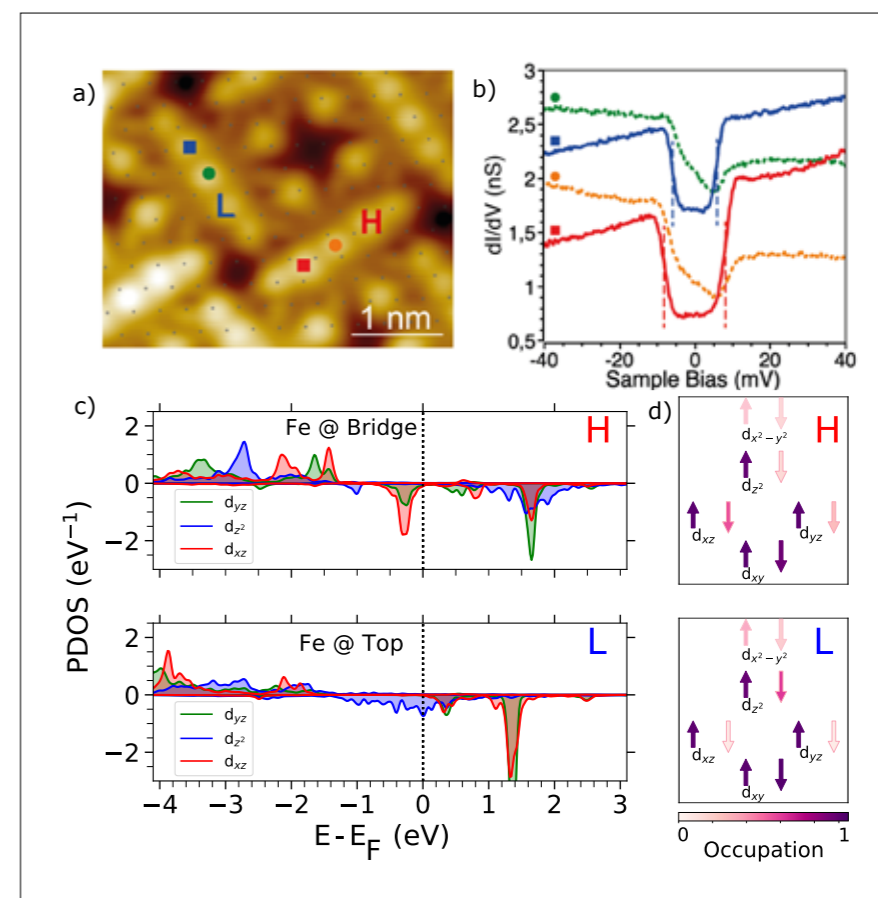 a)
L
H
1 nm
b)
3
2,5
2
1,5
1
0,5
dI/dV (nS)
-40
-20
0
20
40
Sample Bias (mV)
c)
Fe @ Bridge
H
2
0
−2
d_yz
d_z²
d_xz
PDOS (eV⁻¹)
Fe @ Top
L
2
0
−2
d_yz
d_z²
d_xz
−4
−3
−2
−1
0
1
2
3
E-E_F (eV)
d)
H
d_x²−y²
d_z²
d_xz
d_yz
d_xy
L
d_x²−y²
d_z²
d_xz
d_yz
d_xy
0
1
Occupation